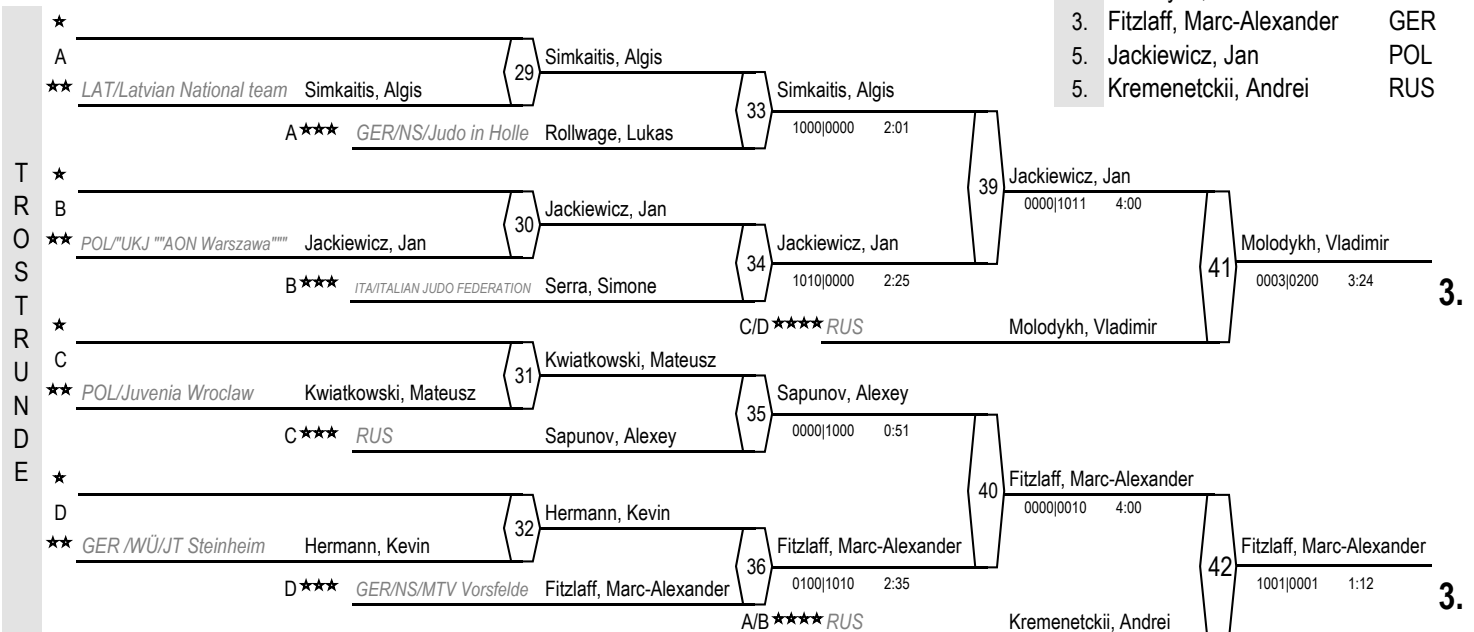 3. Fitzlaff, Marc-Alexander GER
5. Jackiewicz, Jan POL
5. Kremenetckii, Andrei RUS
TROSTRUNDE
★
A
★★ LAT/Latvian National team Simkaitis, Algis
29
Simkaitis, Algis
A★★★ GER/NS/Judo in Holle Rollwage, Lukas
33
Simkaitis, Algis
1000|0000 2:01
★
B
★★ POL/"UKJ ""AON Warszawa""" Jackiewicz, Jan
30
Jackiewicz, Jan
B★★★ ITA/ITALIAN JUDO FEDERATION Serra, Simone
34
Jackiewicz, Jan
1010|0000 2:25
39
Jackiewicz, Jan
0000|1011 4:00
C/D★★★★ RUS Molodykh, Vladimir
41
Molodykh, Vladimir
0003|0200 3:24
3.
★
C
★★ POL/Juvenia Wroclaw Kwiatkowski, Mateusz
31
Kwiatkowski, Mateusz
C★★★ RUS Sapunov, Alexey
35
Sapunov, Alexey
0000|1000 0:51
★
D
★★ GER /WÜ/JT Steinheim Hermann, Kevin
32
Hermann, Kevin
D★★★ GER/NS/MTV Vorsfelde Fitzlaff, Marc-Alexander
36
Fitzlaff, Marc-Alexander
0100|1010 2:35
40
Fitzlaff, Marc-Alexander
0000|0010 4:00
A/B★★★★ RUS Kremenetckii, Andrei
42
Fitzlaff, Marc-Alexander
1001|0001 1:12
3.